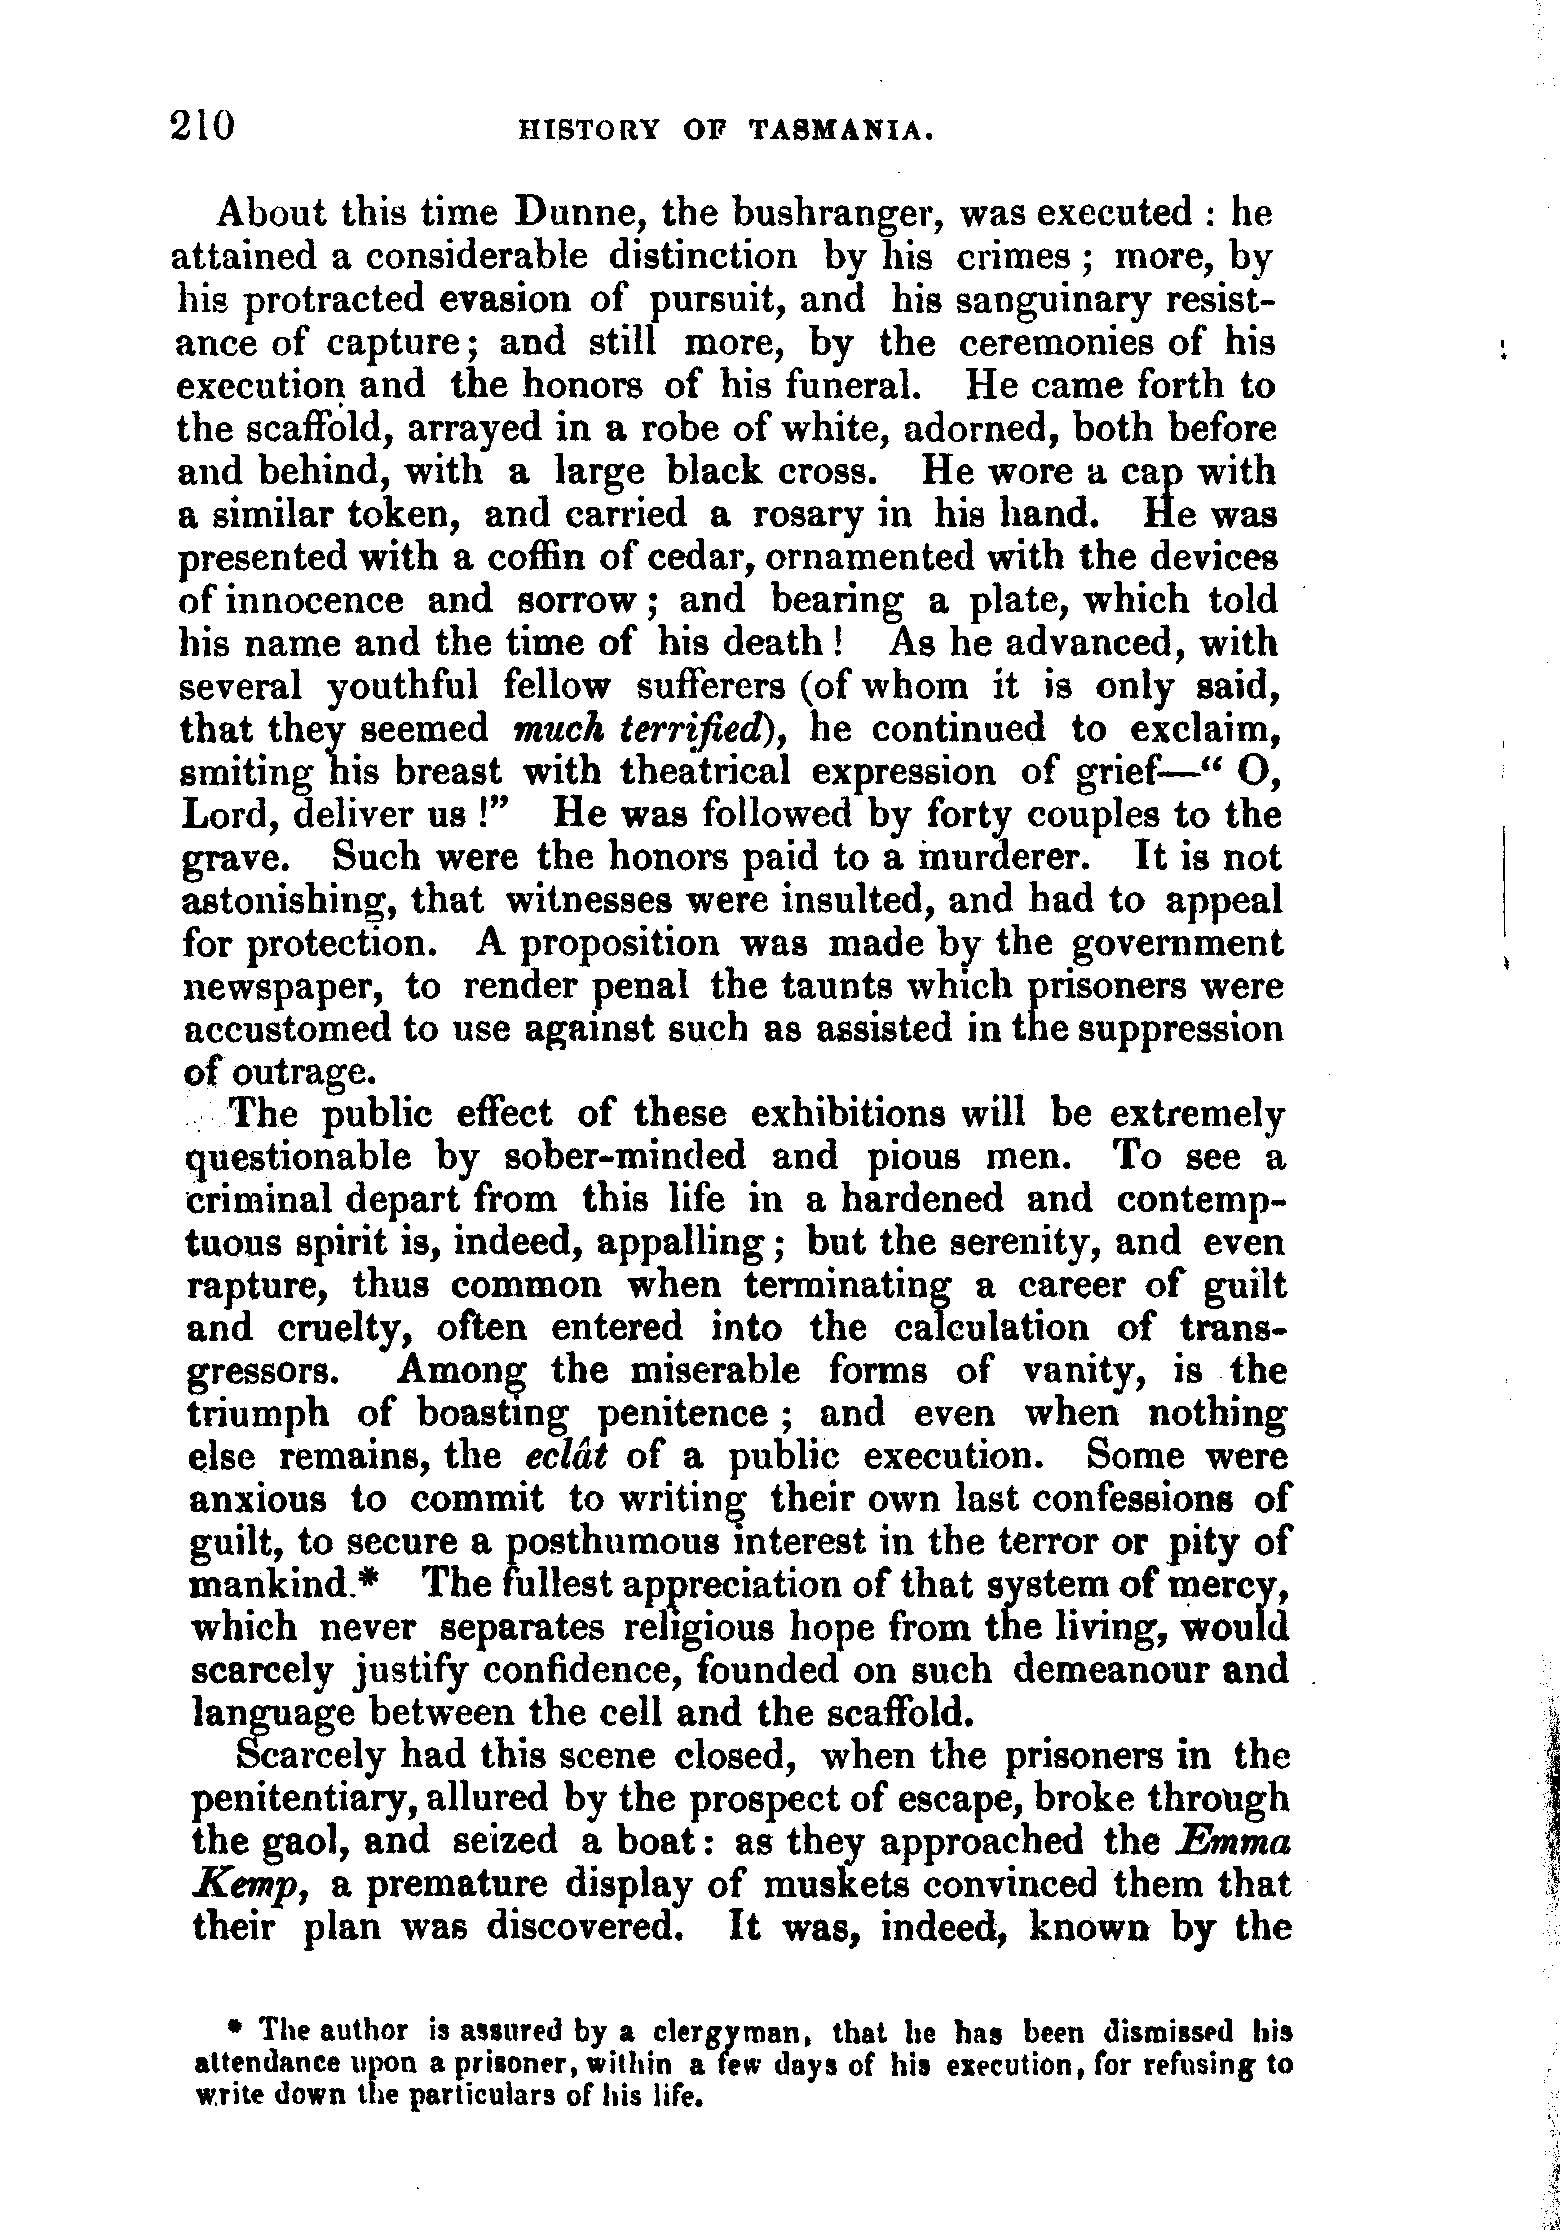 210 HISTORY OF TASMANIA.
About this time Dunne, the bushranger, was executed : he
attained a considerable distinction by his crimes ; more, by
his protracted evasion of pursuit, and his sanguinary resist-
ance of capture; and still more, by the ceremonies of his
execution and the honors of his funeral. He came forth to
the scaffold, arrayed in a robe of white, adorned, both before
and behind, with a large black cross. He wore a cap with
a similar token, and carried a rosary in his hand. He was
presented with a coffin of cedar, ornamented with the devices
of innocence and sorrow ; and bearing a plate, which told
his name and the time of his death ! As he advanced, with
several youthful fellow sufferers (of whom it is only said,
that they seemed much terrified), he continued to exclaim,
smiting his breast with theatrical expression of grief—“ O,
Lord, deliver us !” He was followed by forty couples to the
grave. Such were the honors paid to a murderer. It is not
astonishing, that witnesses were insulted, and had to appeal
for protection. A proposition was made by the government
newspaper, to render penal the taunts which prisoners were
accustomed to use against such as assisted in the suppression
of outrage.
The public effect of these exhibitions will be extremely
questionable by sober-minded and pious men. To see a
criminal depart from this life in a hardened and contemp-
tuous spirit is, indeed, appalling ; but the serenity, and even
rapture, thus common when terminating a career of guilt
and cruelty, often entered into the calculation of trans-
gressors. Among the miserable forms of vanity, is the
triumph of boasting penitence ; and even when nothing
else remains, the eclât of a public execution. Some were
anxious to commit to writing their own last confessions of
guilt, to secure a posthumous interest in the terror or pity of
mankind.* The fullest appreciation of that system of mercy,
which never separates religious hope from the living, would
scarcely justify confidence, founded on such demeanour and
language between the cell and the scaffold.
Scarcely had this scene closed, when the prisoners in the
penitentiary, allured by the prospect of escape, broke through
the gaol, and seized a boat : as they approached the Emma
Kemp, a premature display of muskets convinced them that
their plan was discovered. It was, indeed, known by the
* The author is assured by a clergyman, that he has been dismissed his
attendance upon a prisoner, within a few days of his execution, for refusing to
write down the particulars of his life.